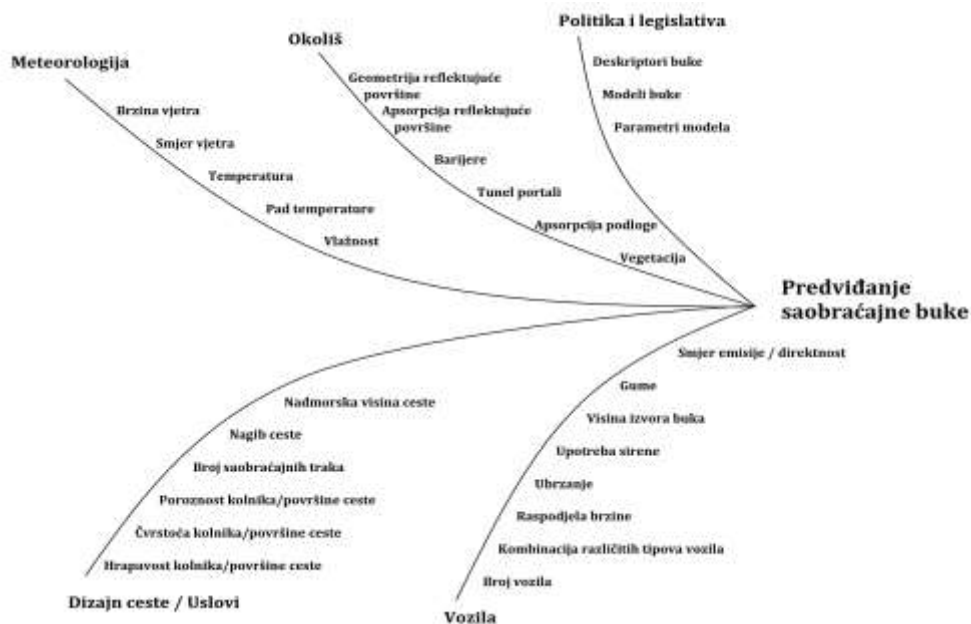 Politika i legislativa
Okoliš
Meteorologija
Deskriptori buke
Geometrija reflektujuće
površine
Modeli buke
Brzina vjetra
Apsorpcija reflektujuće
površine
Parametri modela
Smjer vjetra
Barijere
Temperatura
Tunel portali
Pad temperature
Apsorpcija podloge
Vlažnost
Vegetacija
Predviđanje
saobraćajne buke
Smjer emisije / direktnost
Gume
Nadmorska visina ceste
Visina izvora buka
Nagib ceste
Upotreba sirene
Broj saobraćajnih traka
Ubrzanje
Poroznost kolnika/površine ceste
Raspodjela brzine
Čvrstoća kolnika/površine ceste
Kombinacija različitih tipova vozila
Hrapavost kolnika/površine ceste
Broj vozila
Dizajn ceste / Uslovi
Vozila